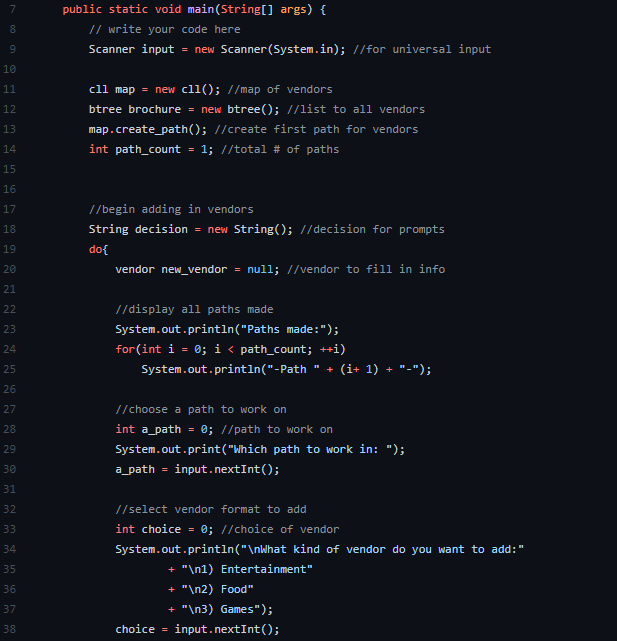 7 public static void main(String[] args) {
8 // write your code here
9 Scanner input = new Scanner(System.in); //for universal input
10
11 cll map = new cll(); //map of vendors
12 btree brochure = new btree(); //list to all vendors
13 map.create_path(); //create first path for vendors
14 int path_count = 1; //total # of paths
15
16
17 //begin adding in vendors
18 String decision = new String(); //decision for prompts
19 do{
20 vendor new_vendor = null; //vendor to fill in info
21
22 //display all paths made
23 System.out.println("Paths made:");
24 for(int i = 0; i < path_count; ++i)
25 System.out.println("-Path " + (i+ 1) + "-");
26
27 //choose a path to work on
28 int a_path = 0; //path to work on
29 System.out.print("Which path to work in: ");
30 a_path = input.nextInt();
31
32 //select vendor format to add
33 int choice = 0; //choice of vendor
34 System.out.println("\nWhat kind of vendor do you want to add:"
35 + "\n1) Entertainment"
36 + "\n2) Food"
37 + "\n3) Games");
38 choice = input.nextInt();